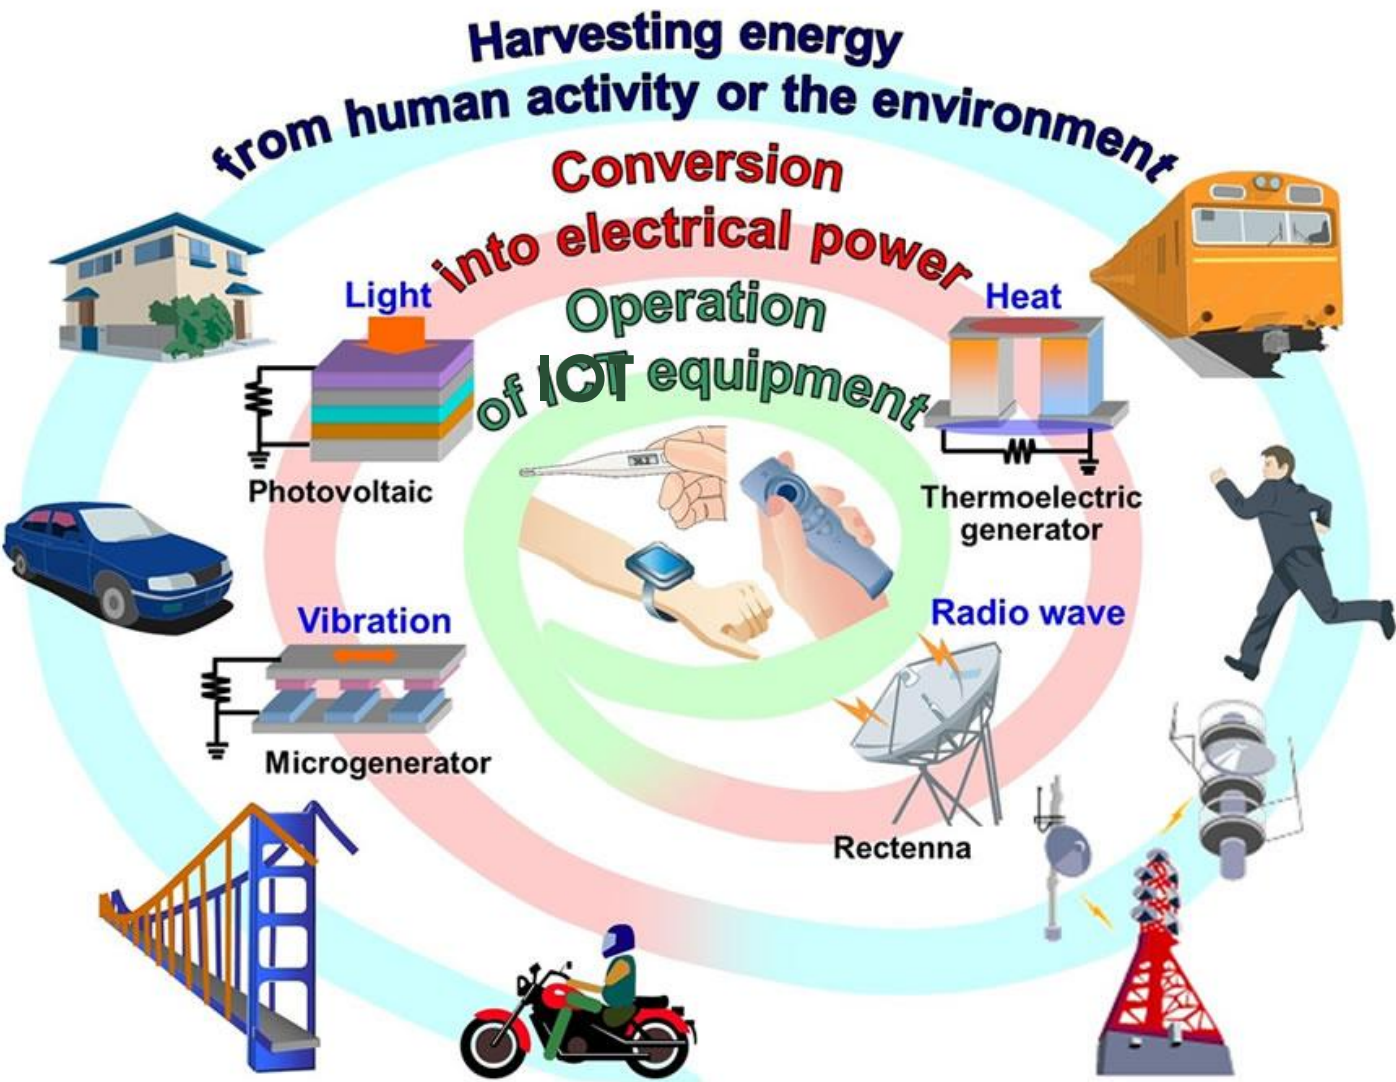 Harvesting energy
from human activity or the environment
Conversion
into electrical power
Light
Heat
Operation
of IOT equipment
Photovoltaic
Thermoelectric
generator
Vibration
Radio wave
Microgenerator
Rectenna